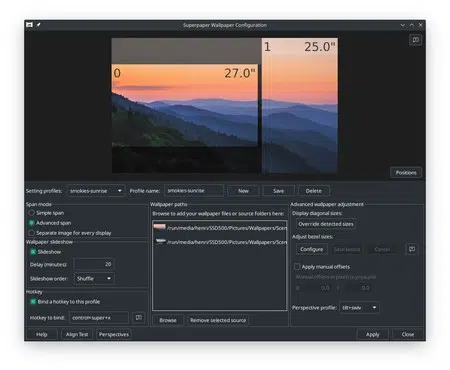 Superpaper Wallpaper Configuration
0 27.0"
1 25.0"
Positions
Setting profiles: smokies-sunrise Profile name: smokies-sunrise New Save Delete
Span mode
Simple span
Advanced span
Separate image for every display
Wallpaper slideshow
Slideshow
Delay (minutes): 20
Slideshow order: Shuffle
Hotkey
Bind a hotkey to this profile
Hotkey to bind: control+super+x
Wallpaper paths
Browse to add your wallpaper files or source folders here:
/run/media/henri/SSD500/Pictures/Wallpapers/Scen
/run/media/henri/SSD500/Pictures/Wallpapers/Scen
Browse Remove selected source
Advanced wallpaper adjustment
Display diagonal sizes:
Override detected sizes
Adjust bezel sizes:
Configure Cancel
Apply manual offsets
Manual offsets in pixels
0 0.0 1 0.0
Perspective profile: tilt+swiv
Help Align Test Perspectives Apply Close